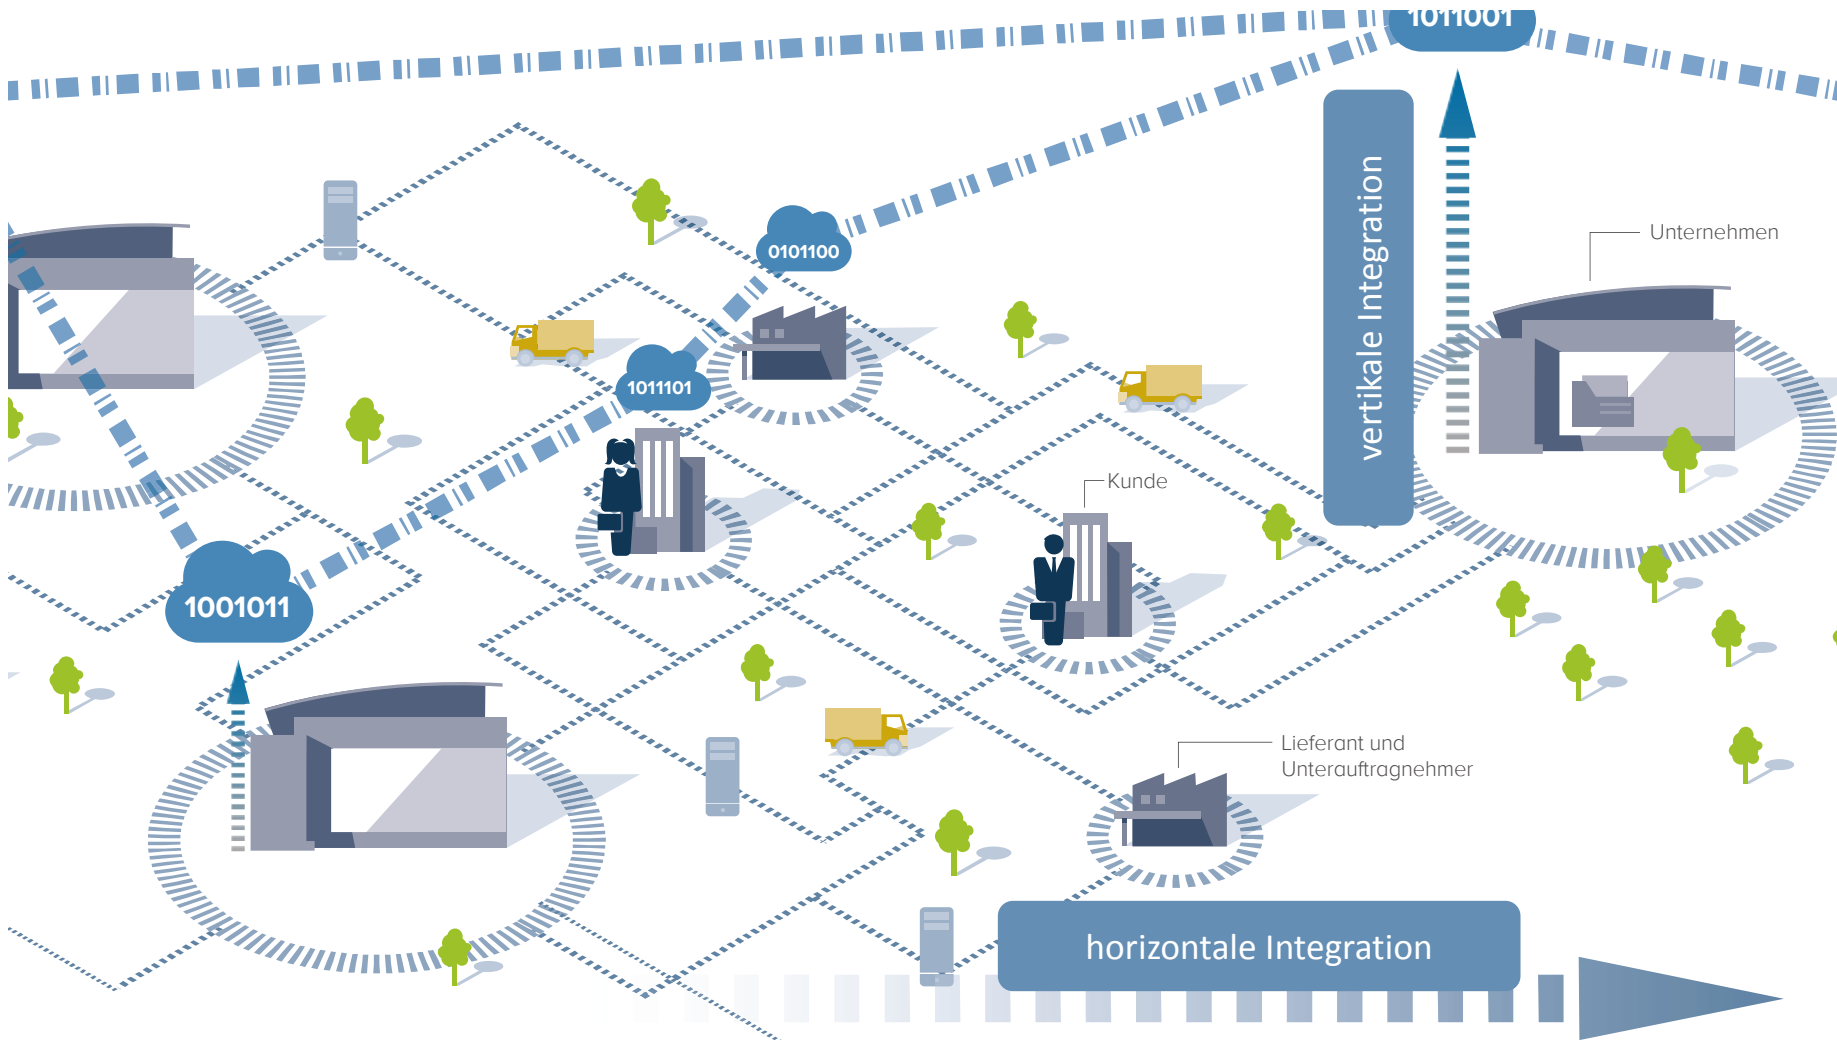 1011001
vertikale Integration
Unternehmen
0101100
1011101
Kunde
1001011
Lieferant und
Unterauftragnehmer
horizontale Integration